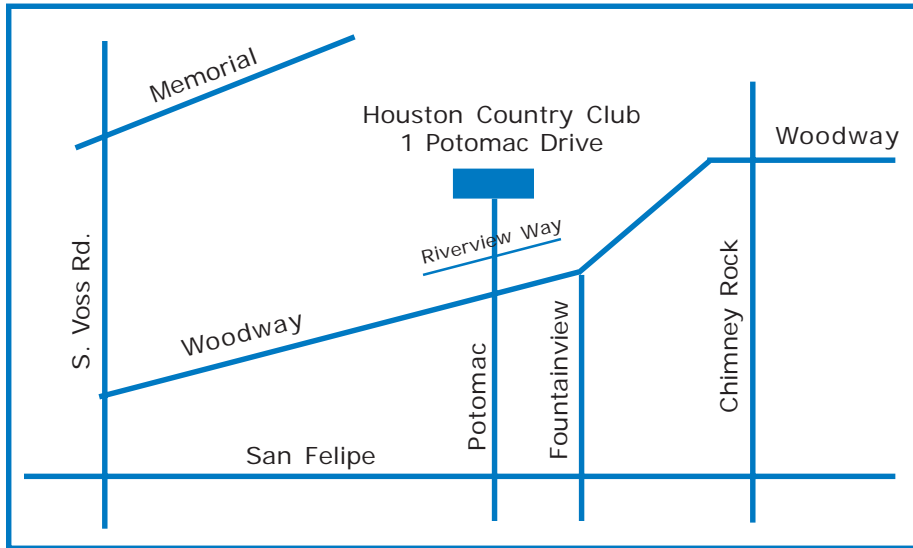 Memorial
Houston Country Club
1 Potomac Drive
Woodway
Riverview Way
S. Voss Rd.
Woodway
Chimney Rock
Potomac
Fountainview
San Felipe